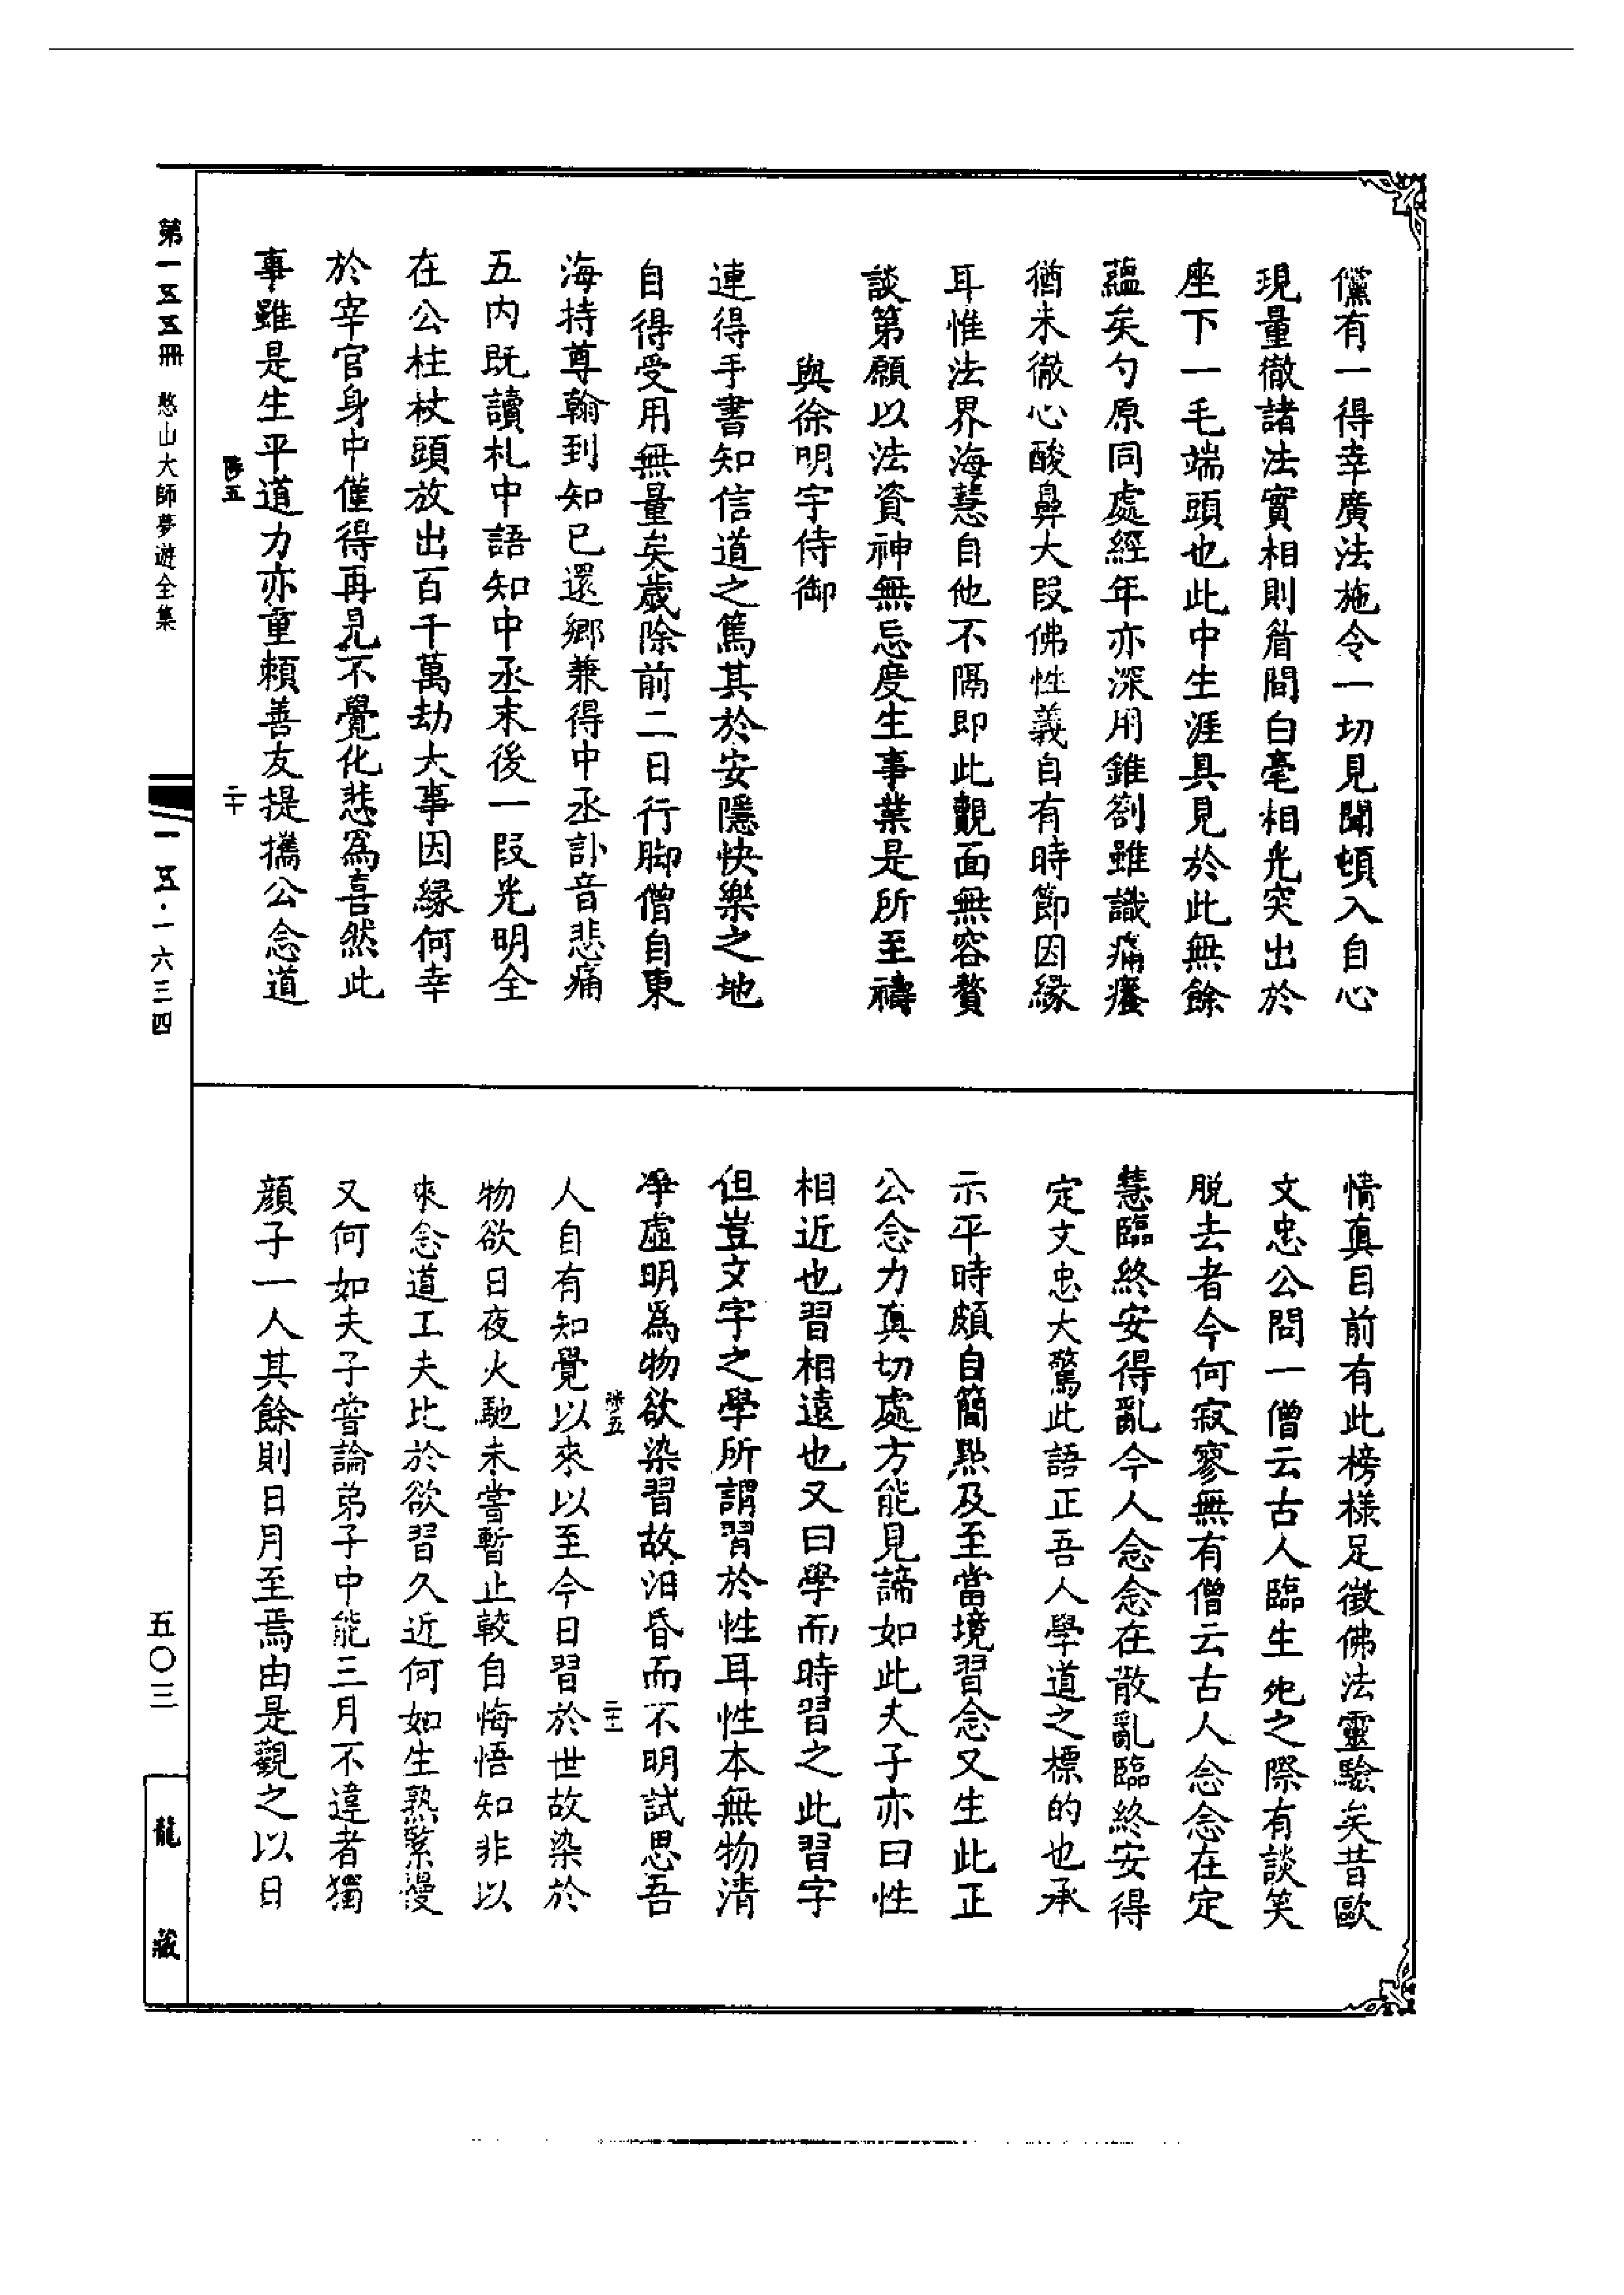 儻有一得幸廣法施令一切見聞頓入自心
現量徹諸法實相則眉間白毫相光突出於
座下一毛端頭也此中生涯具見於此無餘
蘊矣勺原同處經年亦深用錐劄雖識痛癢
猶未徹心酸鼻大段佛性義自有時節因緣
耳惟法界海慧自他不隔即此覿面無容贅
談第願以法資神無忘度生事業是所至禱
與徐明宇侍御
連得手書知信道之篤其於安隱快樂之地
自得受用無量矣歲除前二日行脚僧自東
海持尊翰到知已還鄉兼得中丞訃音悲痛
五內既讀札中語知中丞末後一段光明全
在公柱杖頭放出百千萬劫大事因緣何幸
於宰官身中僅得再見不覺化悲為喜然此
事雖是生平道力亦重賴善友提攜公念道
二十
情真目前有此榜樣足徵佛法靈驗矣昔歐
文忠公問一僧云古人臨生死之際有談笑
脫去者今何寂寥無有僧云古人念念在定
慧臨終安得亂今人念念在散亂臨終安得
定文忠大驚此語正吾人學道之標的也承
示平時頗自簡點及至當境習念又生此正
公念力真切處方能見諦如此夫子亦曰性
相近也習相遠也又曰學而時習之此習字
但豈文字之學所謂習於性耳性本無物清
淨虛明為物欲染習故汨昏而不明試思吾
二十一
人自有知覺以來以至今日習於世故染於
物欲日夜火馳未嘗暫止較自悔悟知非以
來念道工夫比於欲習久近何如生熟緊慢
又何如夫子嘗論弟子中能三月不違者獨
顏子一人其餘則日月至焉由是觀之以日
第一五五冊 憨山大師夢遊全集
一五·一六三四
五〇三
龍藏